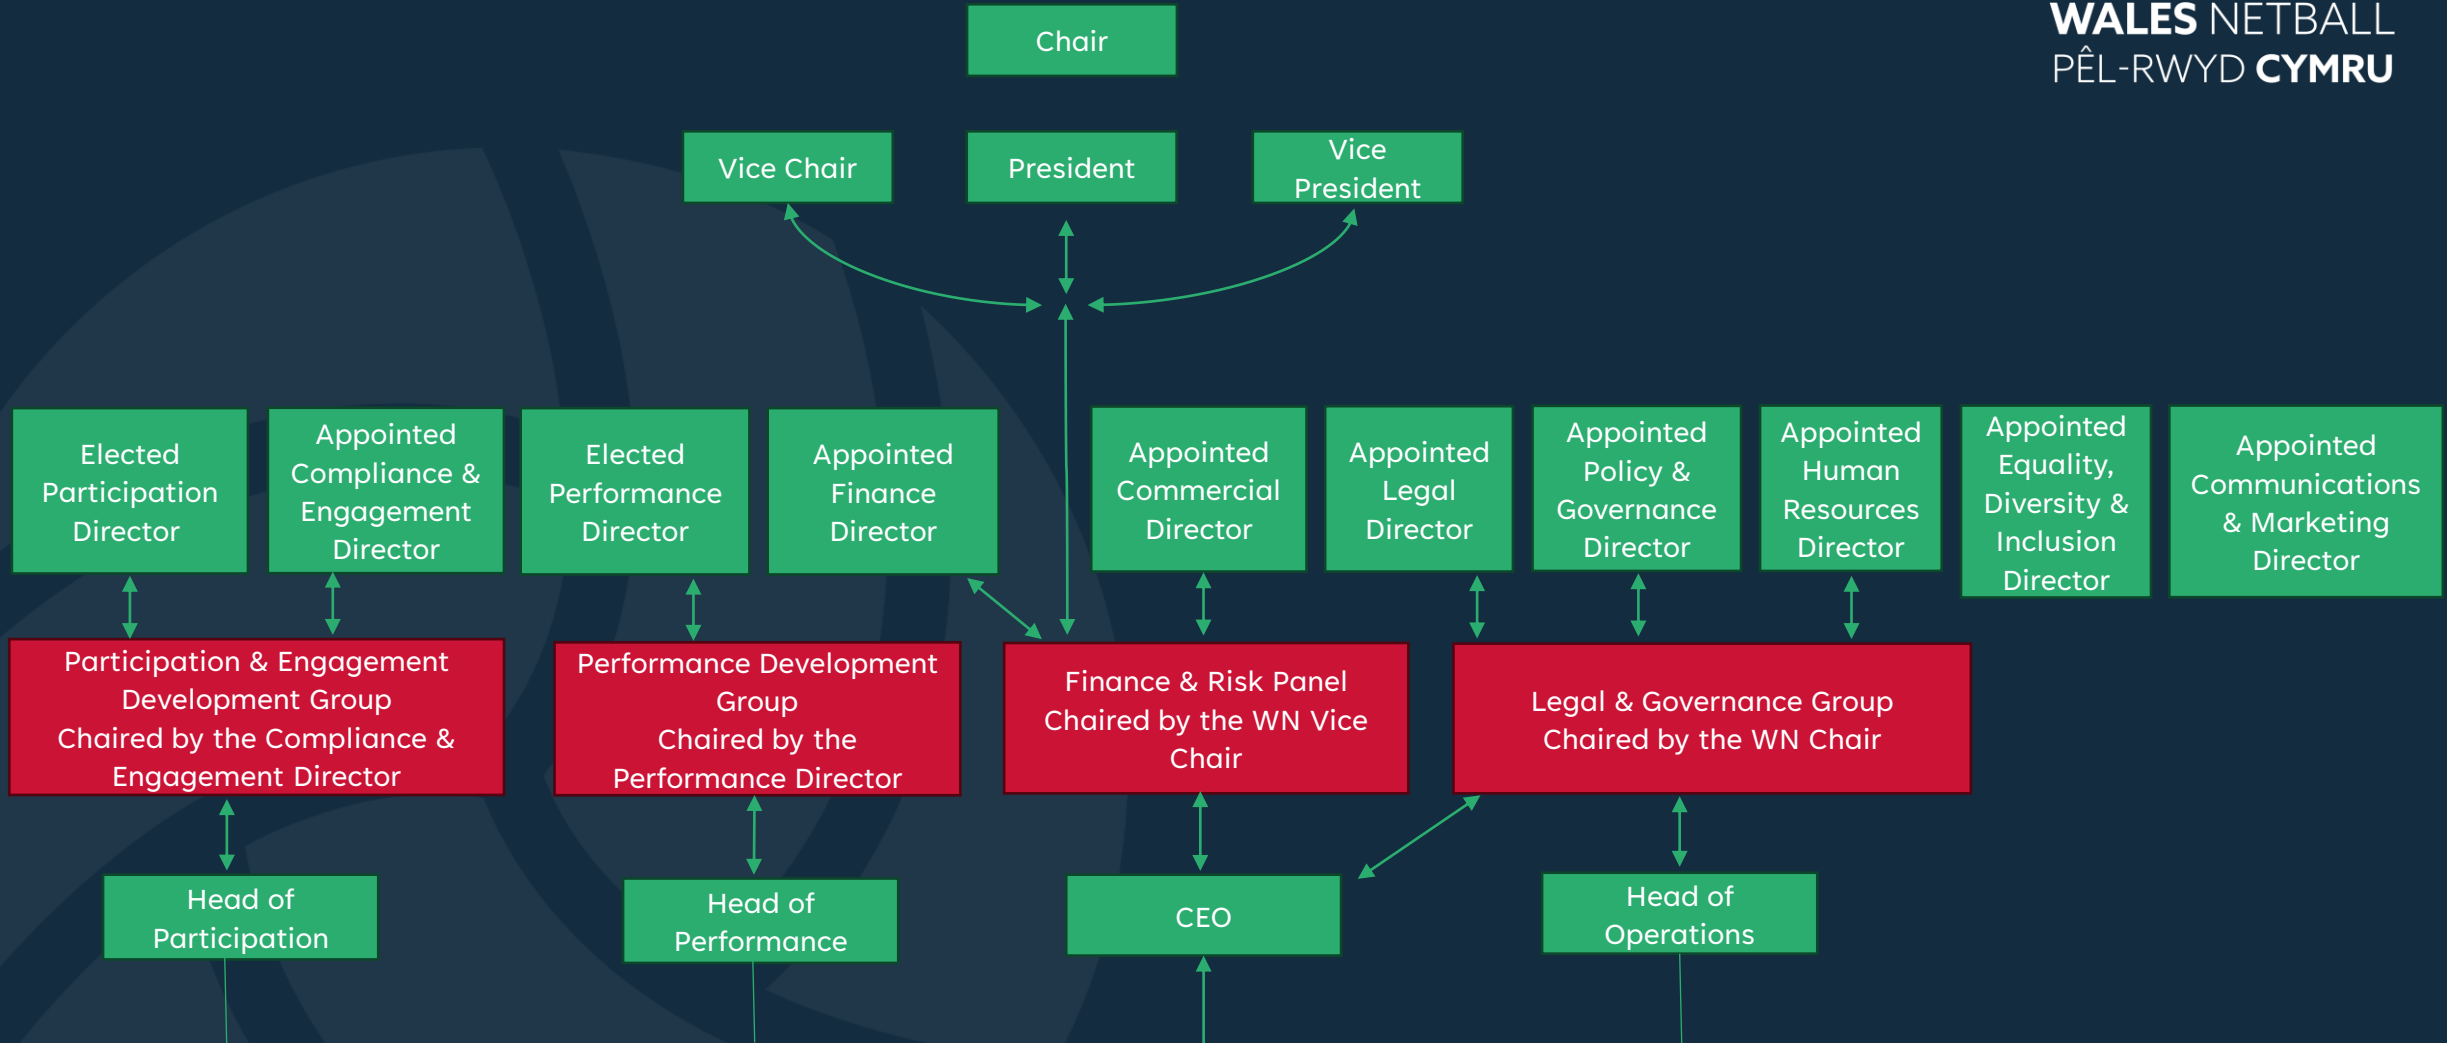 WALES NETBALL
PÊL-RWYD CYMRU
Chair
Vice Chair
President
Vice
President
Elected
Participation
Director
Appointed
Compliance &
Engagement
Director
Elected
Performance
Director
Appointed
Finance
Director
Appointed
Commercial
Director
Appointed
Legal
Director
Appointed
Policy &
Governance
Director
Appointed
Human
Resources
Director
Appointed
Equality,
Diversity &
Inclusion
Director
Appointed
Communications
& Marketing
Director
Participation & Engagement
Development Group
Chaired by the Compliance &
Engagement Director
Performance Development
Group
Chaired by the
Performance Director
Finance & Risk Panel
Chaired by the WN Vice
Chair
Legal & Governance Group
Chaired by the WN Chair
Head of
Participation
Head of
Performance
CEO
Head of
Operations